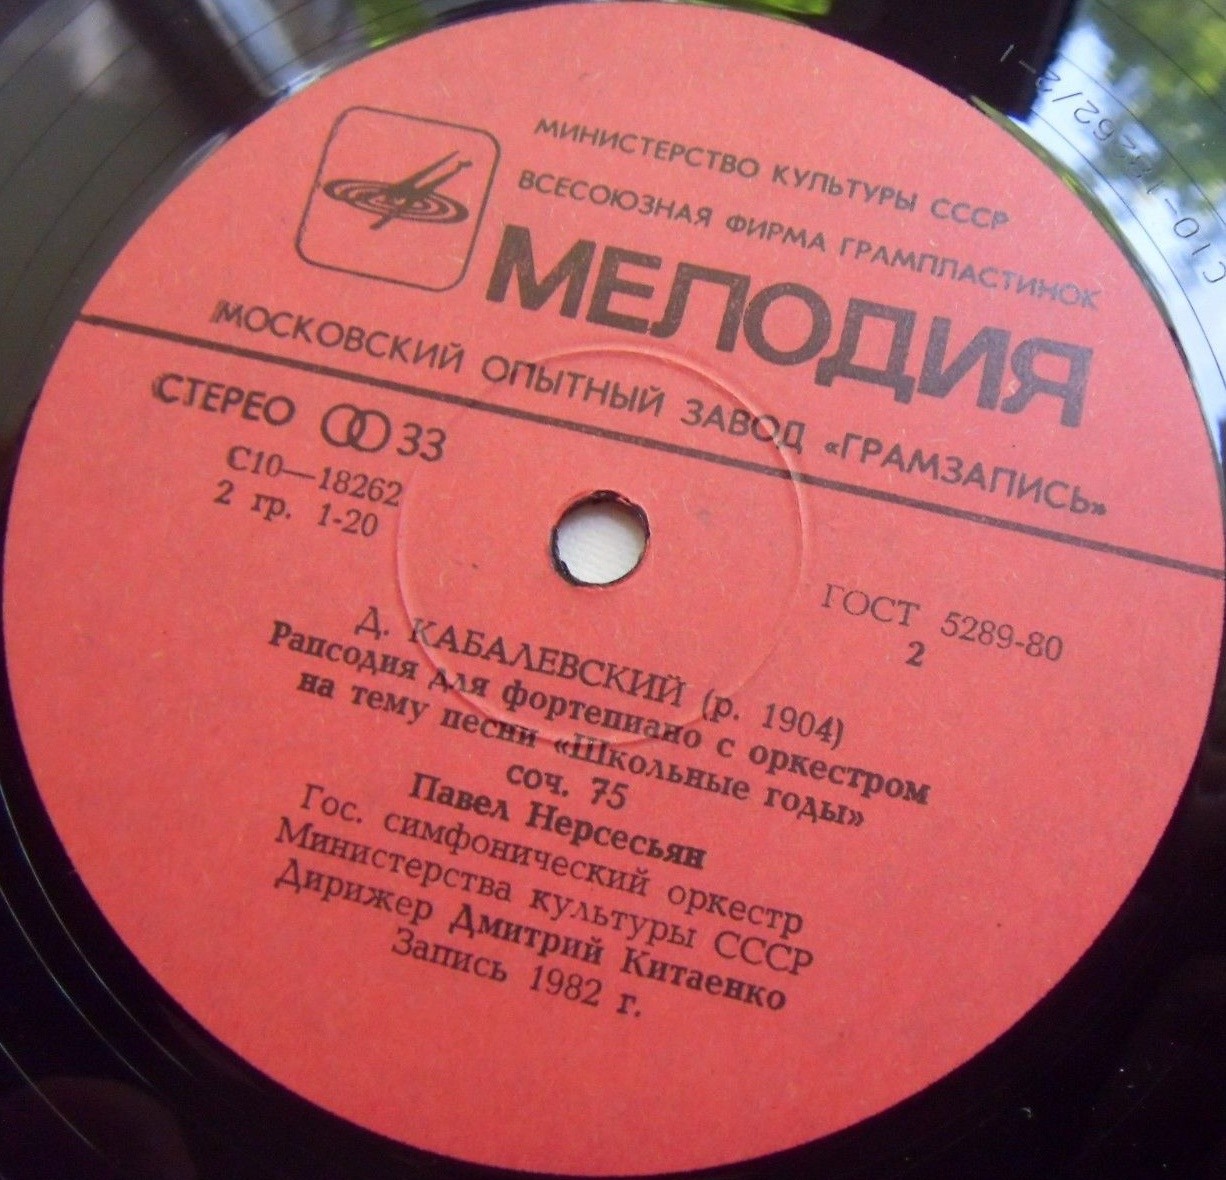 МИНИСТЕРСТВО КУЛЬТУРЫ СССР
ВСЕСОЮЗНАЯ ФИРМА ГРАМПЛАСТИНОК
МЕЛОДИЯ
МОСКОВСКИЙ ОПЫТНЫЙ ЗАВОД «ГРАМЗАПИСЬ»
СТЕРЕО 33
С10—18262
2 гр. 1-20
ГОСТ 5289-80
2
Д. КАБАЛЕВСКИЙ (р. 1904)
Рапсодия для фортепиано с оркестром
на тему песни «Школьные годы»
соч. 75
Павел Нерсесьян
Гос. симфонический оркестр
Министерства культуры СССР
Дирижер Дмитрий Китаенко
Запись 1982 г.